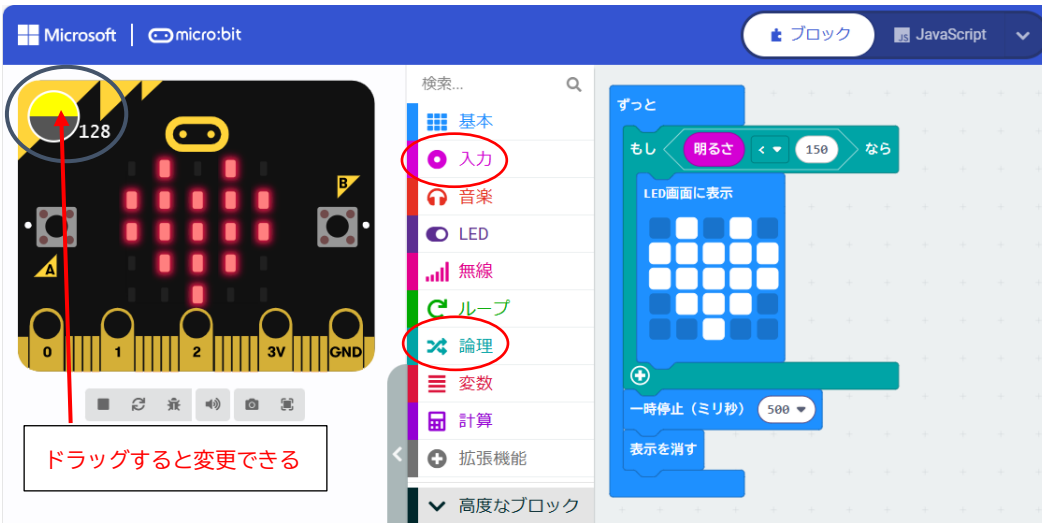 Microsoft micro:bit
ブロック
JS JavaScript
128
B
A
0 1 2 3V GND
ドラッグすると変更できる
検索...
基本
入力
音楽
LED
無線
ループ
論理
変数
計算
拡張機能
高度なブロック
ずっと
もし 明るさ < 150 なら
LED画面に表示
一時停止（ミリ秒） 500
表示を消す